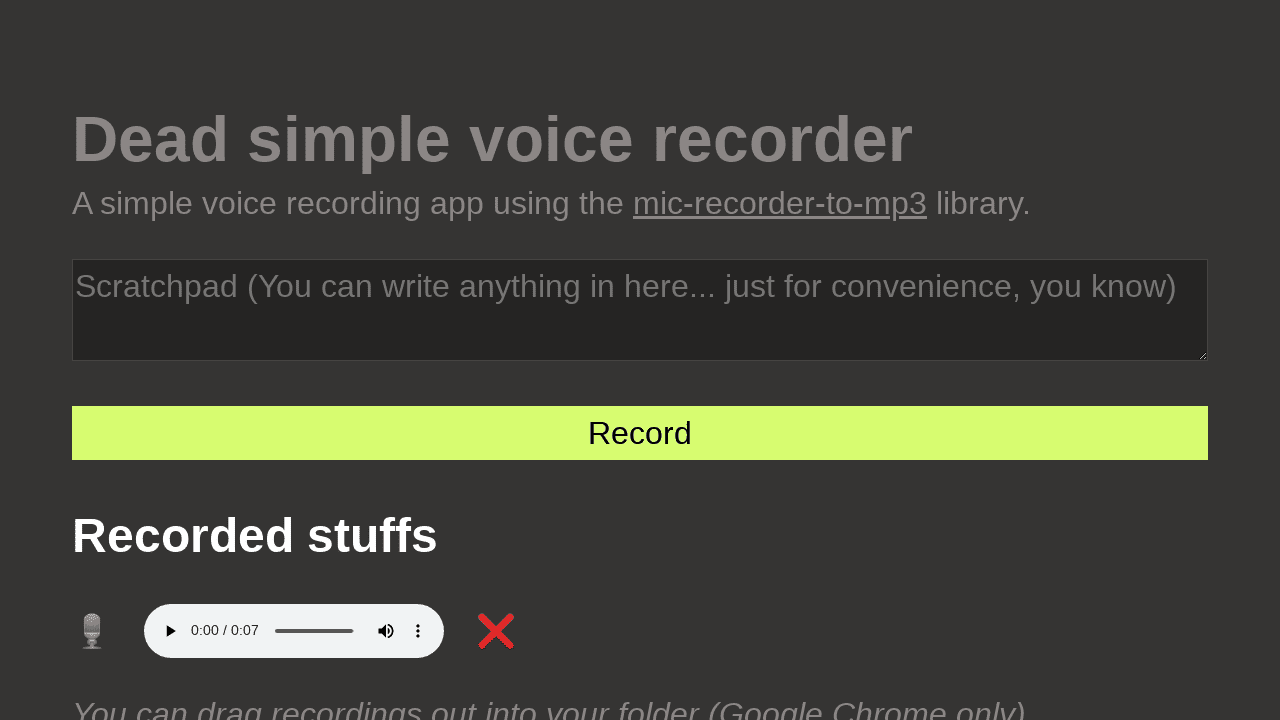 Dead simple voice recorder
A simple voice recording app using the mic-recorder-to-mp3 library.
Scratchpad (You can write anything in here... just for convenience, you know)
Record
Recorded stuffs
0:00 / 0:07
You can drag recordings out into your folder (Google Chrome only)